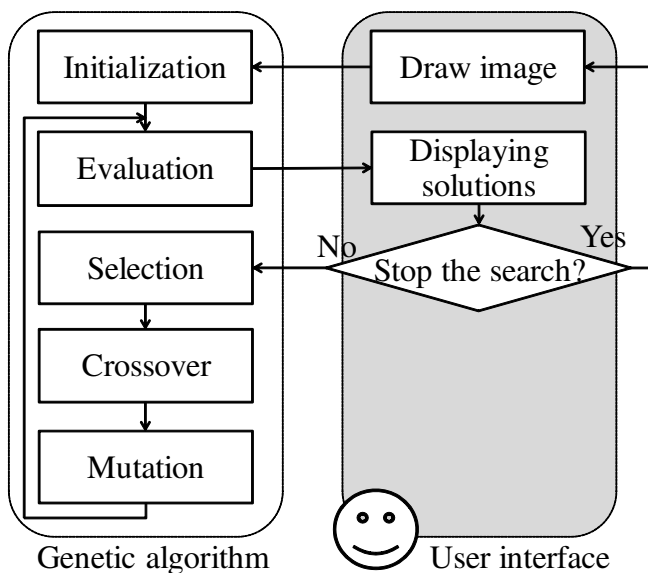 Initialization
Draw image
Evaluation
Displaying
solutions
No
Yes
Selection
Stop the search?
Crossover
Mutation
Genetic algorithm
User interface